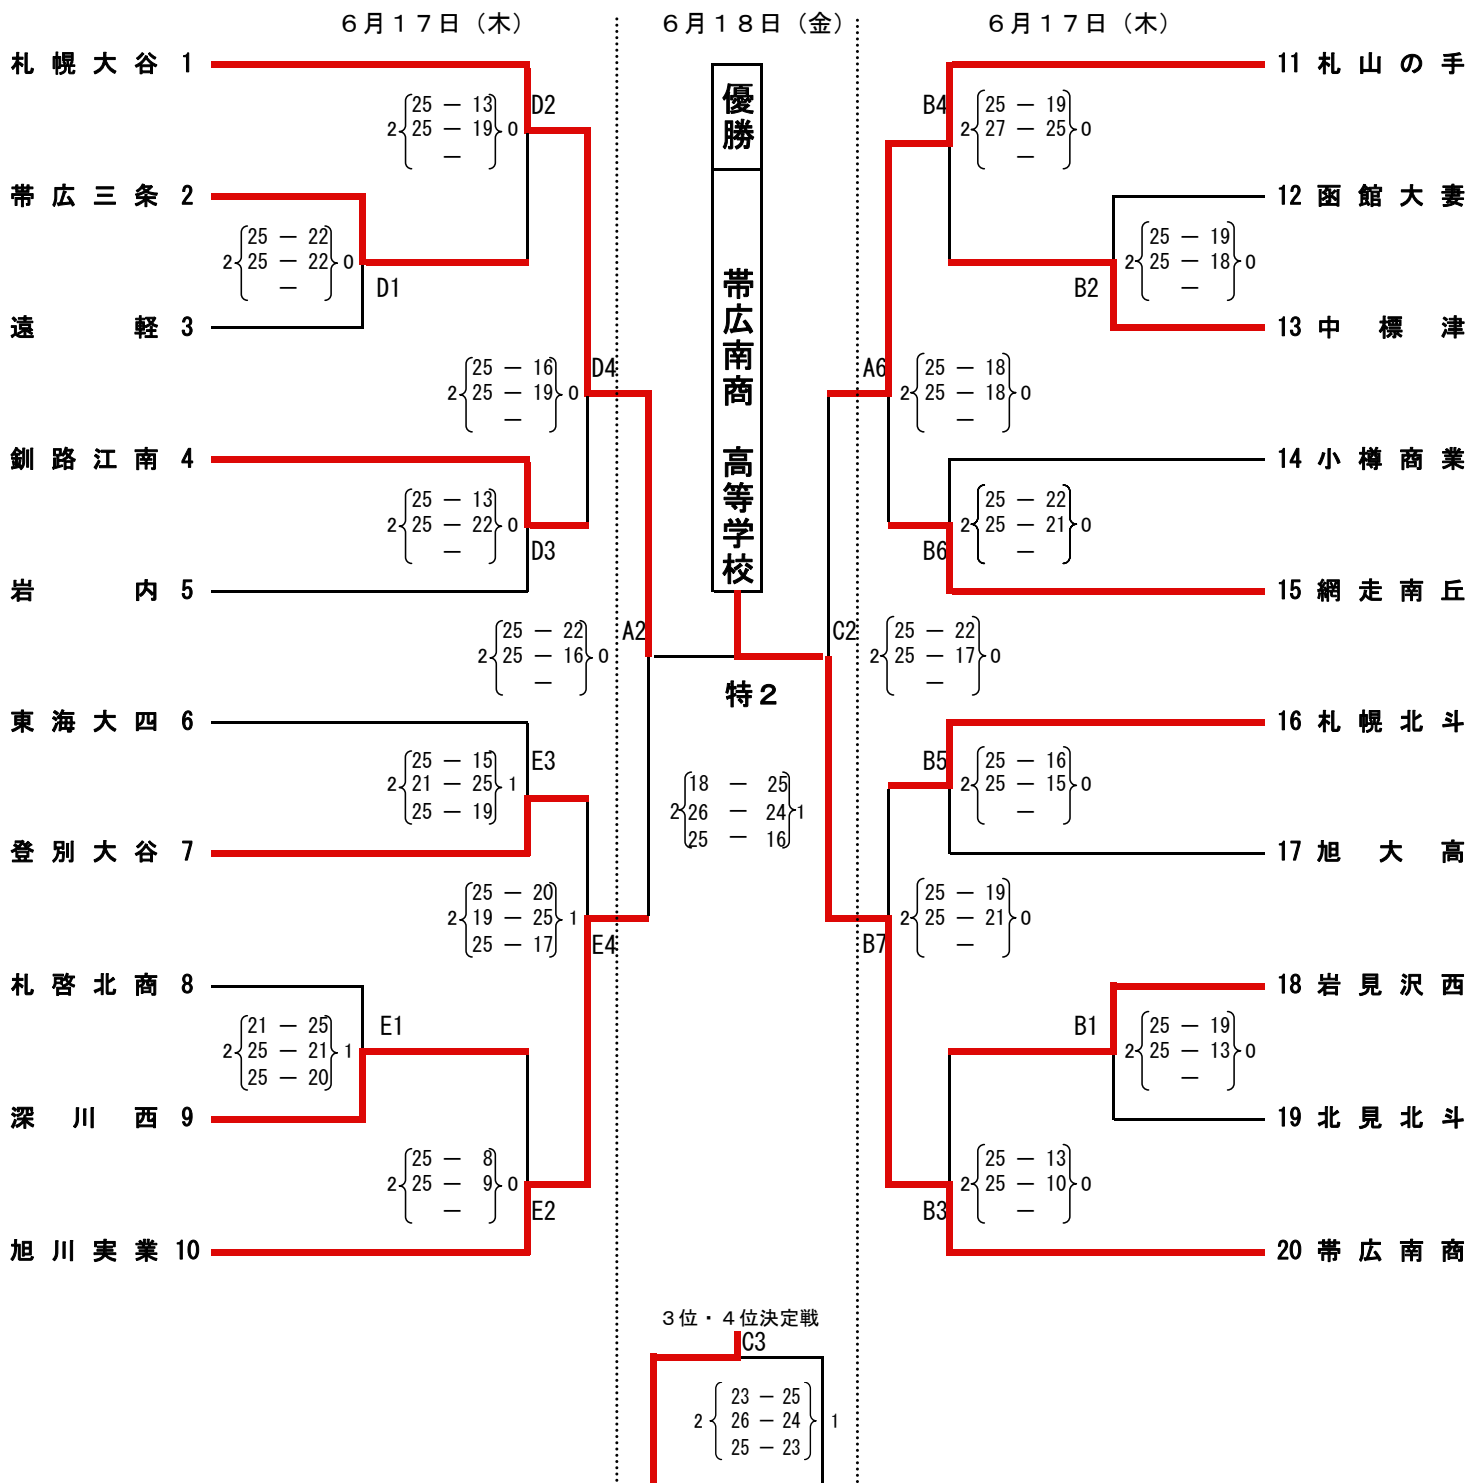 ６月１７日（木）
６月１８日（金）
６月１７日（木）
札幌大谷 1
D2
2 25 － 13 0
25 － 19
－
帯広三条 2
2 25 － 22 0
25 － 22
－
D1
遠軽 3
D4
2 25 － 16 0
25 － 19
－
釧路江南 4
2 25 － 13 0
25 － 22
－
D3
岩内 5
A2
2 25 － 22 0
25 － 16
－
東海大四 6
E3
2 25 － 15 1
21 － 25
25 － 19
登別大谷 7
2 25 － 20 1
19 － 25
25 － 17
E4
札啓北商 8
E1
2 21 － 25 1
25 － 21
25 － 20
深川西 9
2 25 － 8 0
25 － 9
－
E2
旭川実業 10
優勝
帯広南商 高等学校
特２
2 18 － 25 1
26 － 24
25 － 16
11 札山の手
B4
2 25 － 19 0
27 － 25
－
12 函館大妻
2 25 － 19 0
25 － 18
－
B2
13 中標津
A6
2 25 － 18 0
25 － 18
－
14 小樽商業
2 25 － 22 0
25 － 21
－
B6
15 網走南丘
C2
2 25 － 22 0
25 － 17
－
16 札幌北斗
B5
2 25 － 16 0
25 － 15
－
17 旭大高
2 25 － 19 0
25 － 21
－
B7
18 岩見沢西
B1
2 25 － 19 0
25 － 13
－
19 北見北斗
2 25 － 13 0
25 － 10
－
B3
20 帯広南商
３位・４位決定戦
C3
2 23 － 25 1
26 － 24
25 － 23